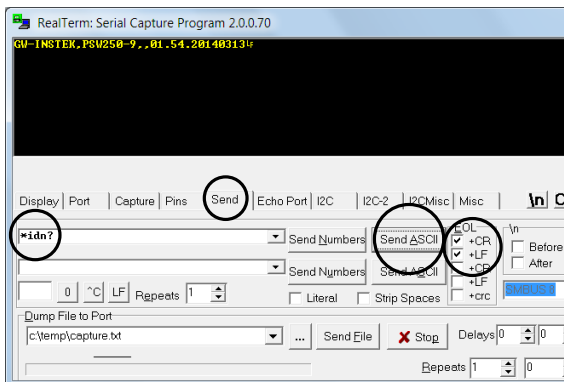 RealTerm: Serial Capture Program 2.0.0.70
GW-INSTEK,PSW250-9,,01.54.20140313LF
Display Port Capture Pins Send Echo Port I2C I2C-2 I2CMisc Misc \n
*idn? Send Numbers Send ASCII
EOL
+CR
+LF
\n
Before
After
Send Numbers Send ASCII
+CR
+LF
+crc
SMBUS 8
0 ^C LF Repeats 1 Literal Strip Spaces
Dump File to Port
c:\temp\capture.txt ... Send File Stop Delays 0 0
Repeats 1 0